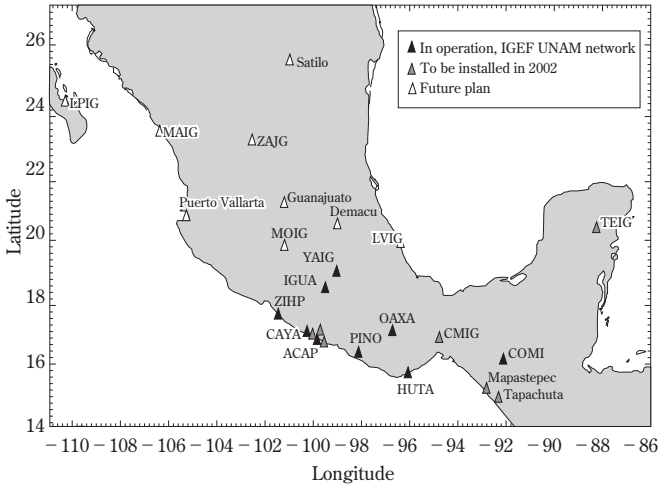 26
24
22
20
18
16
14
Latitude
In operation, IGEF UNAM network
To be installed in 2002
Future plan
Satilo
LPIG
MAIG
ZAJG
Puerto Vallarta
Guanajuato
Demacu
TEIG
MOIG
LVIG
YAIG
IGUA
ZIHP
OAXA
CAYA
PINO
CMIG
ACAP
COMI
HUTA
Mapastepec
Tapachuta
−110 −108 −106 −104 −102 −100 −98 −96 −94 −92 −90 −88 −86
Longitude